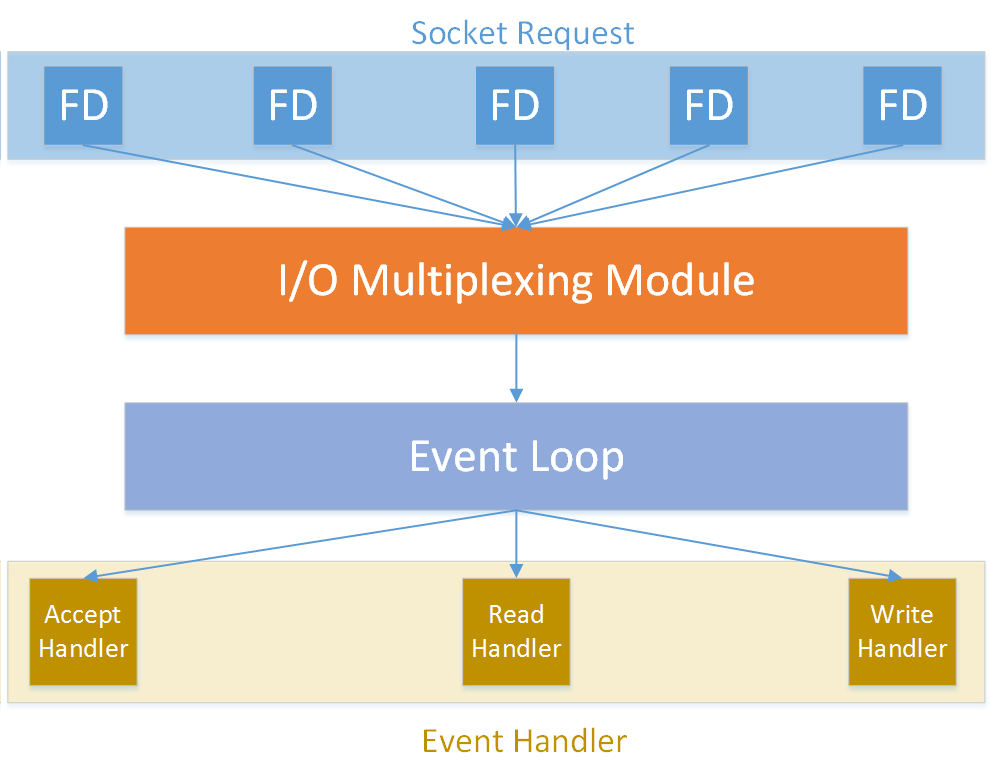 Socket Request
FD FD FD FD FD
I/O Multiplexing Module
Event Loop
Accept
Handler
Read
Handler
Write
Handler
Event Handler